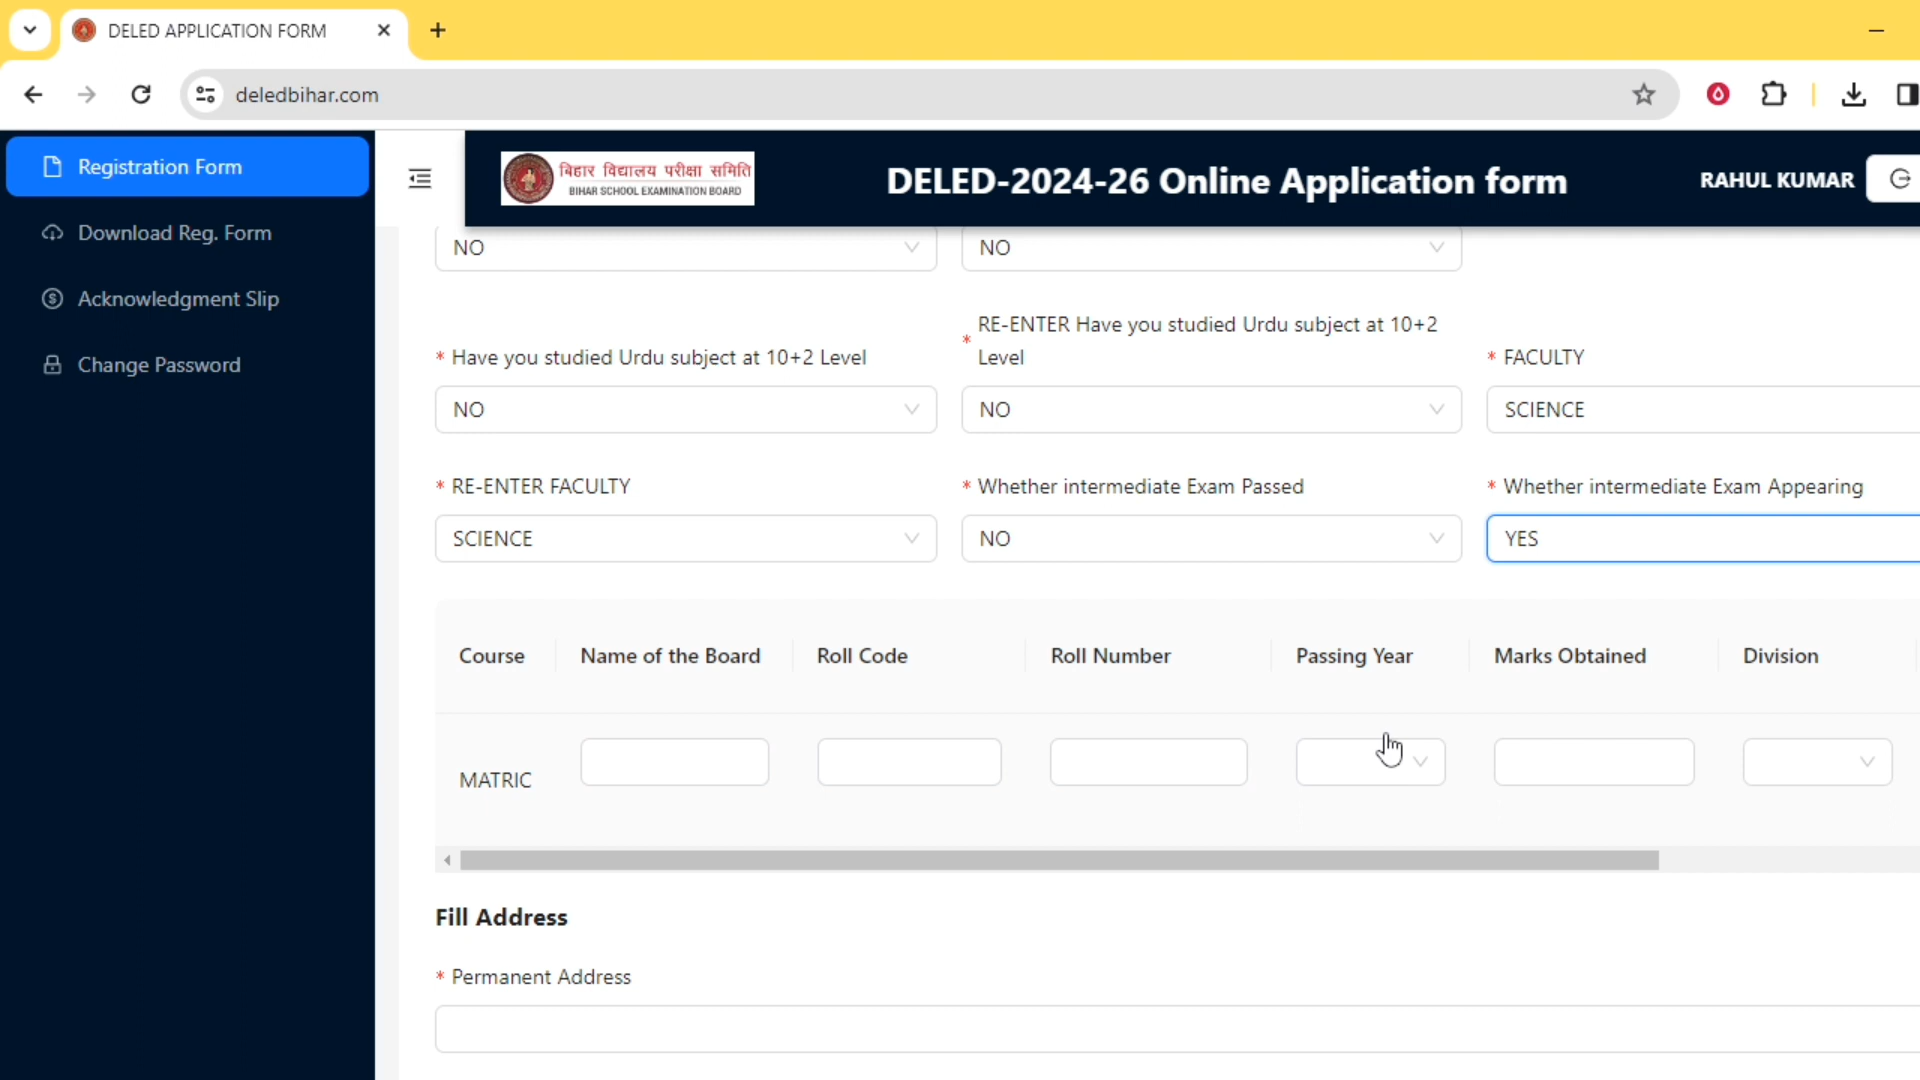 DELED APPLICATION FORM
deledbihar.com
Registration Form
Download Reg. Form
Acknowledgment Slip
Change Password
बिहार विद्यालय परीक्षा समिति
BIHAR SCHOOL EXAMINATION BOARD
DELED-2024-26 Online Application form
RAHUL KUMAR
NO
NO
* Have you studied Urdu subject at 10+2 Level
* RE-ENTER Have you studied Urdu subject at 10+2
Level
* FACULTY
NO
NO
SCIENCE
* RE-ENTER FACULTY
* Whether intermediate Exam Passed
* Whether intermediate Exam Appearing
SCIENCE
NO
YES
Course
Name of the Board
Roll Code
Roll Number
Passing Year
Marks Obtained
Division
MATRIC
Fill Address
* Permanent Address